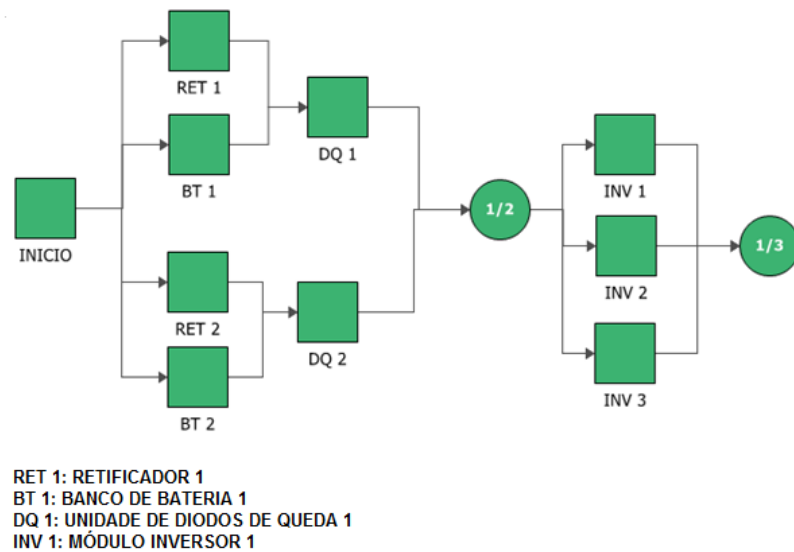 RET 1
BT 1
DQ 1
INICIO
RET 2
BT 2
DQ 2
1/2
INV 1
INV 2
INV 3
1/3
RET 1: RETIFICADOR 1
BT 1: BANCO DE BATERIA 1
DQ 1: UNIDADE DE DIODOS DE QUEDA 1
INV 1: MÓDULO INVERSOR 1